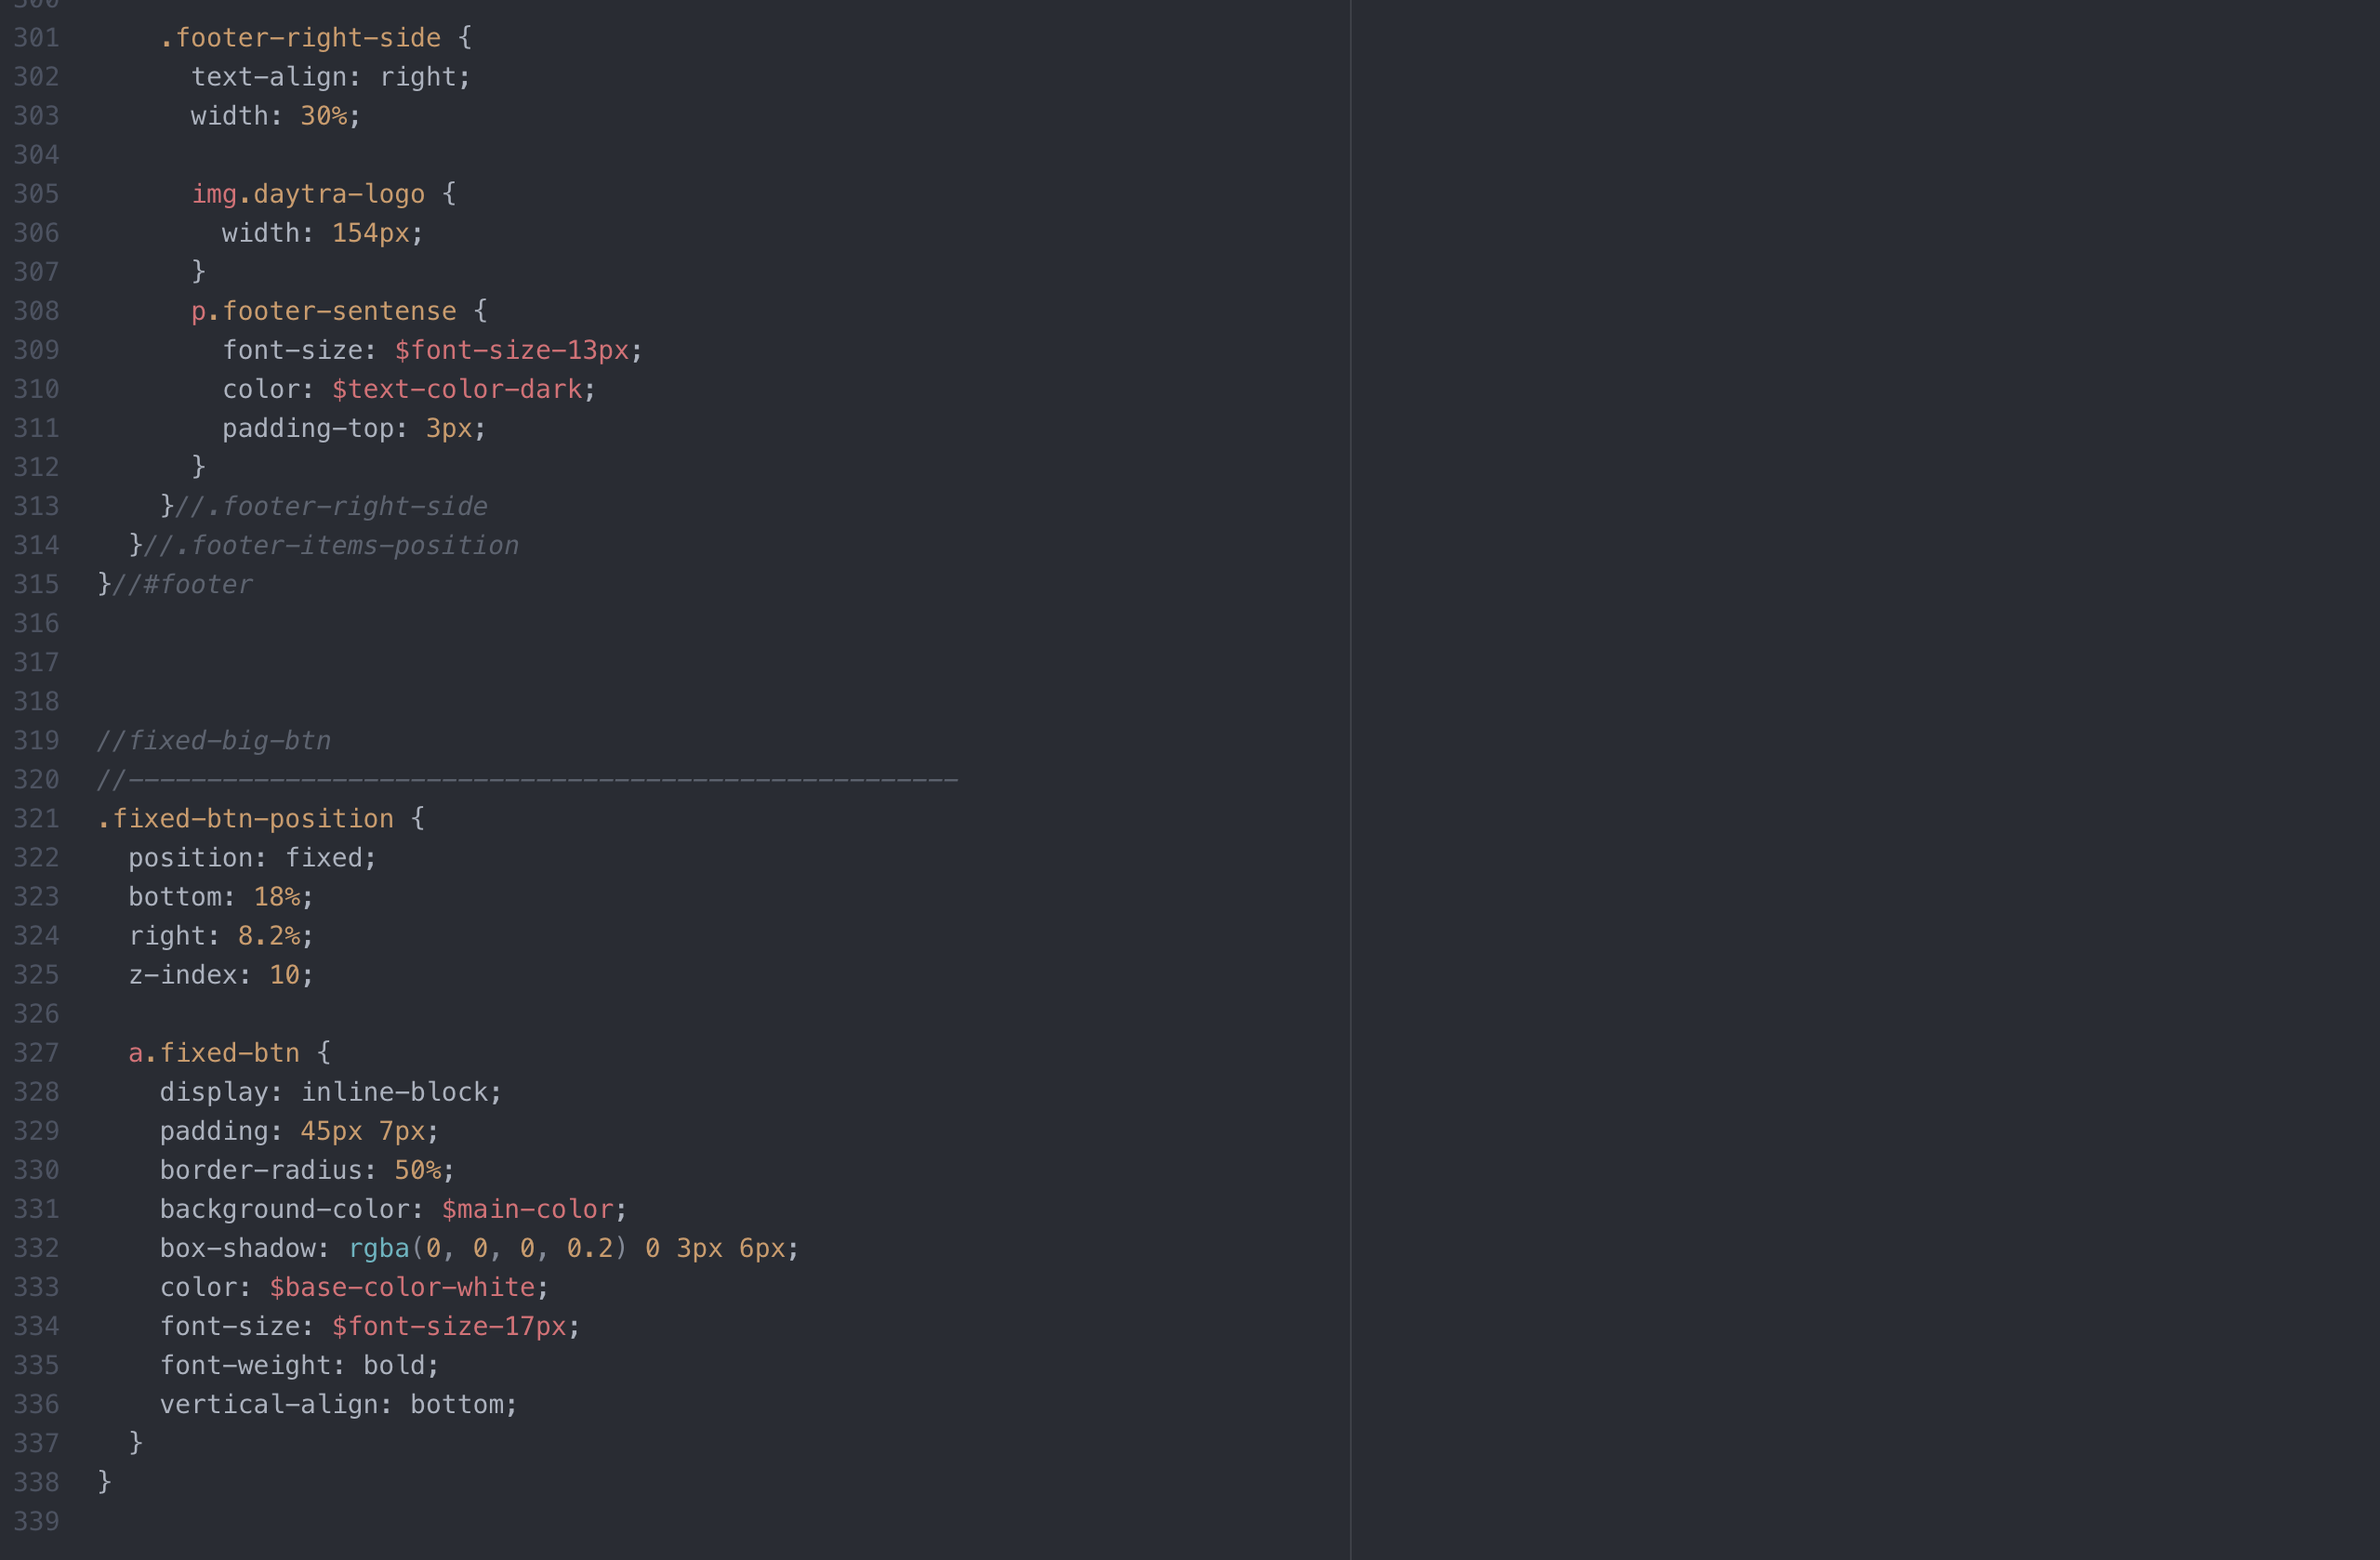 300
301 .footer-right-side {
302 text-align: right;
303 width: 30%;
304
305 img.daytra-logo {
306 width: 154px;
307 }
308 p.footer-sentense {
309 font-size: $font-size-13px;
310 color: $text-color-dark;
311 padding-top: 3px;
312 }
313 }//.footer-right-side
314 }//.footer-items-position
315 }//#footer
316
317
318
319 //fixed-big-btn
320 //-----------------------------------------------------
321 .fixed-btn-position {
322 position: fixed;
323 bottom: 18%;
324 right: 8.2%;
325 z-index: 10;
326
327 a.fixed-btn {
328 display: inline-block;
329 padding: 45px 7px;
330 border-radius: 50%;
331 background-color: $main-color;
332 box-shadow: rgba(0, 0, 0, 0.2) 0 3px 6px;
333 color: $base-color-white;
334 font-size: $font-size-17px;
335 font-weight: bold;
336 vertical-align: bottom;
337 }
338 }
339